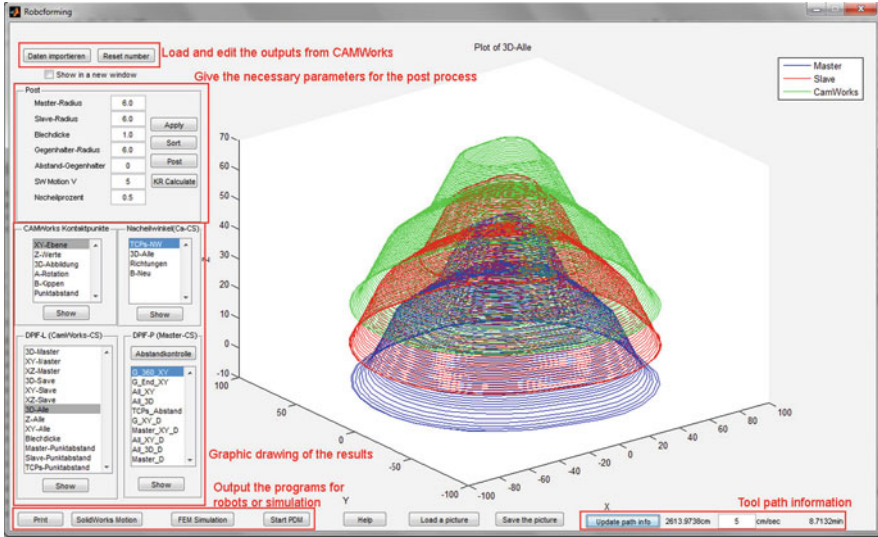 Robcforming
Daten importieren
Reset number
Load and edit the outputs from CAMWorks
Show in a new window
Give the necessary parameters for the post process
Post
Master-Radius 6.0
Slave-Radius 6.0
Blechdicke 1.0
Gegenhalter-Radius 6.0
Abstand-Gegenhalter 0
SW Motion V 5
Nacheilprozent 0.5
Apply
Sort
Post
KR Calculate
CAMWorks Kontaktpunkte
XY-Ebene
Z-Werte
3D-Abbildung
A-Rotation
B-Kippen
Punktabstand
Show
Nacheilwinkel(Ca-CS)
TCPs-NW
3D-Alle
Richtungen
B-Neu
Show
DPIF-L (CamWorks-CS)
3D-Master
XY-Master
XZ-Master
3D-Slave
XY-Slave
XZ-Slave
3D-Alle
Z-Alle
XY-Alle
Blechdicke
Master-Punktabstand
Slave-Punktabstand
TCPs-Punktabstand
Show
DPIF-P (Master-CS)
Abstandkontrolle
G_360_XY
G_End_XY
All_XY
All_3D
TCPs_Abstand
G_XY_D
Master_XY_D
All_XY_D
All_3D_D
Master_D
Show
Plot of 3D-Alle
Master
Slave
CamWorks
70
60
50
40
30
20
10
0
-10
Z
100
50
0
-50
-100
Y
-100
-80
-60
-40
-20
0
20
40
60
80
100
X
Graphic drawing of the results
Output the programs for
robots or simulation
Tool path information
Print
SolidWorks Motion
FEM Simulation
Start PDM
Help
Load a picture
Save the picture
Update path info
2613.9738cm
5
cm/sec
8.7132min